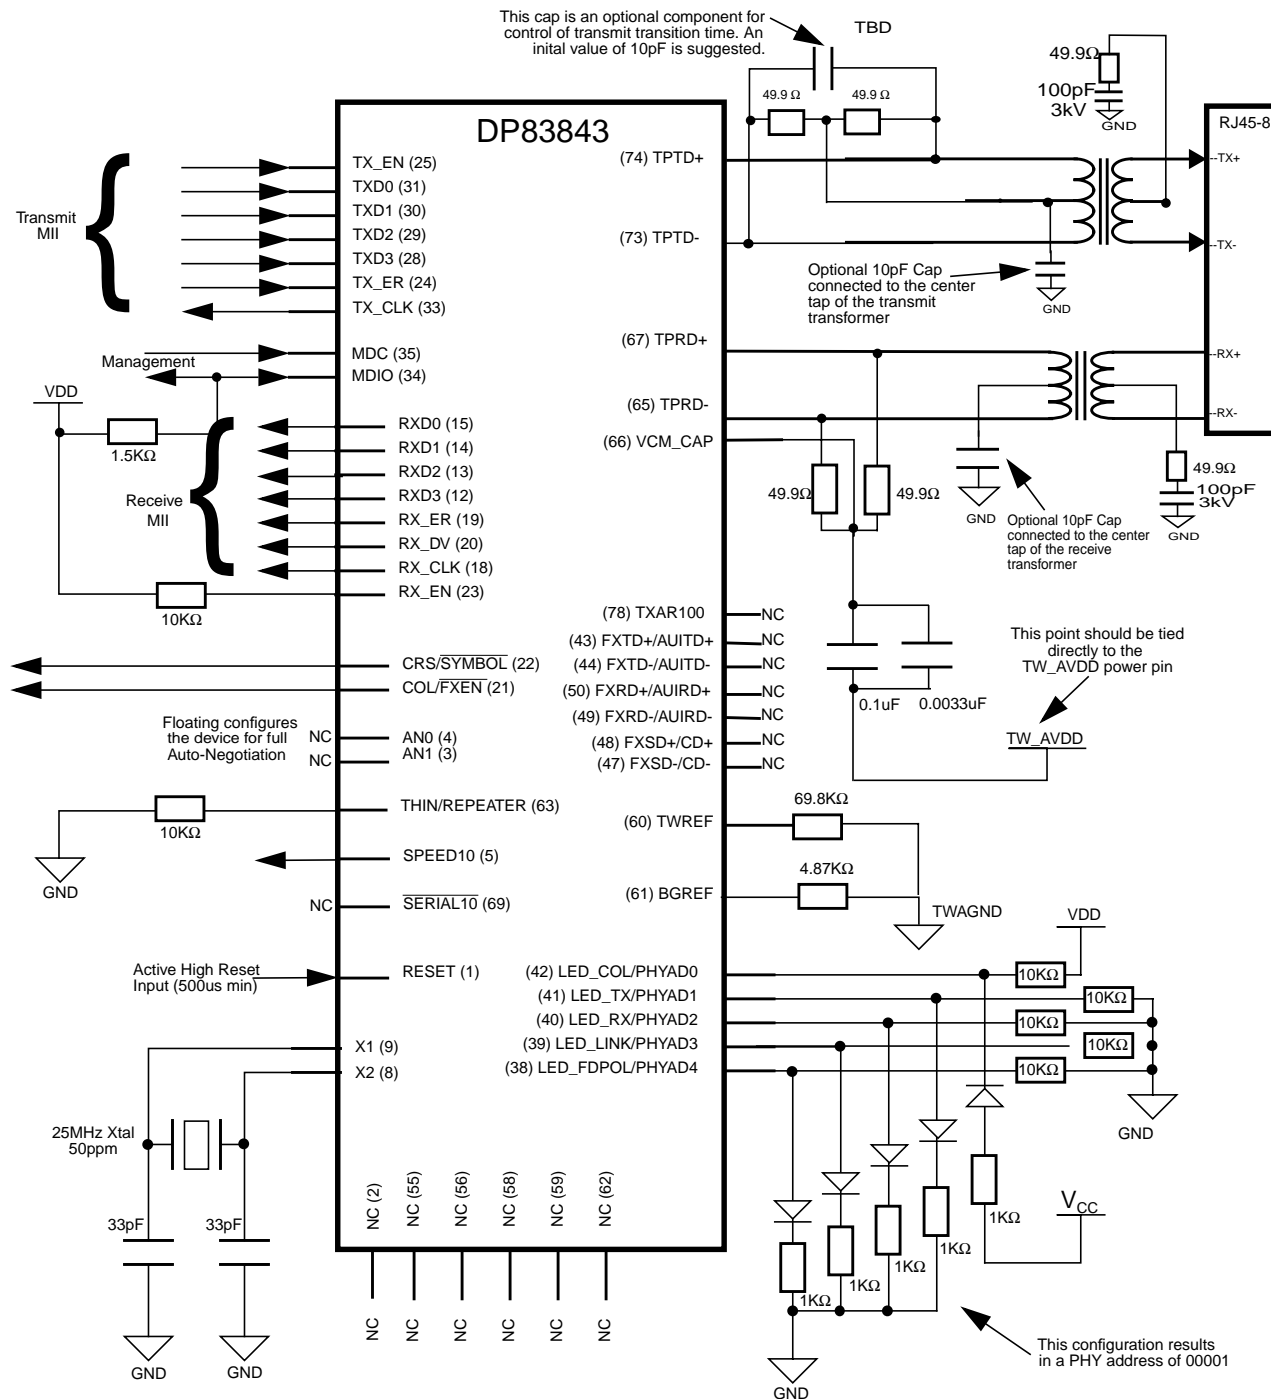 This cap is an optional component for
control of transmit transition time. An
inital value of 10pF is suggested.
TBD
49.9Ω
100pF
3kV
GND
49.9 Ω
49.9 Ω
RJ45-8
DP83843
Transmit
MII
TX_EN (25)
TXD0 (31)
TXD1 (30)
TXD2 (29)
TXD3 (28)
TX_ER (24)
TX_CLK (33)
(74) TPTD+
(73) TPTD-
--TX+
--TX-
Optional 10pF Cap
connected to the center
tap of the transmit
transformer
GND
Management
MDC (35)
MDIO (34)
VDD
1.5KΩ
(67) TPRD+
(65) TPRD-
(66) VCM_CAP
--RX+
--RX-
Receive
MII
RXD0 (15)
RXD1 (14)
RXD2 (13)
RXD3 (12)
RX_ER (19)
RX_DV (20)
RX_CLK (18)
RX_EN (23)
10KΩ
49.9Ω
49.9Ω
GND
Optional 10pF Cap
connected to the center
tap of the receive
transformer
49.9Ω
100pF
3kV
GND
(78) TXAR100
NC
(43) FXTD+/AUITD+
NC
(44) FXTD-/AUITD-
NC
(50) FXRD+/AUIRD+
NC
(49) FXRD-/AUIRD-
NC
(48) FXSD+/CD+
NC
(47) FXSD-/CD-
NC
0.1uF
0.0033uF
This point should be tied
directly to the
TW_AVDD power pin
TW_AVDD
CRS/SYMBOL (22)
COL/FXEN (21)
Floating configures
the device for full
Auto-Negotiation
NC
AN0 (4)
NC
AN1 (3)
10KΩ
GND
THIN/REPEATER (63)
SPEED10 (5)
NC
SERIAL10 (69)
(60) TWREF
69.8KΩ
(61) BGREF
4.87KΩ
TWAGND
Active High Reset
Input (500us min)
RESET (1)
VDD
(42) LED_COL/PHYAD0
10KΩ
(41) LED_TX/PHYAD1
10KΩ
(40) LED_RX/PHYAD2
10KΩ
(39) LED_LINK/PHYAD3
10KΩ
(38) LED_FDPOL/PHYAD4
10KΩ
GND
X1 (9)
X2 (8)
25MHz Xtal
50ppm
33pF
33pF
GND
GND
NC (2)
NC (55)
NC (56)
NC (58)
NC (59)
NC (62)
NC
NC
NC
NC
NC
NC
1KΩ
1KΩ
1KΩ
1KΩ
1KΩ
VCC
GND
This configuration results
in a PHY address of 00001